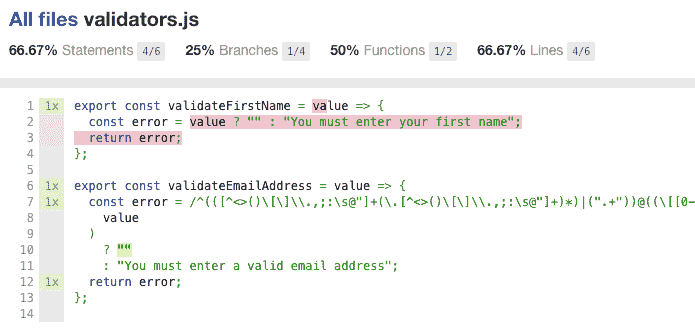 All files validators.js
66.67% Statements 4/6 25% Branches 1/4 50% Functions 1/2 66.67% Lines 4/6
1 1x export const validateFirstName = value => {
2 const error = value ? "" : "You must enter your first name";
3 return error;
4 };
5
6 1x export const validateEmailAddress = value => {
7 1x const error = /^(([^<>()\[\]\\.,;:\s@"]+(\.[^<>()\[\]\\.,;:\s@"]+)*)|(".+"))@((\[[0-
8 value
9 )
10 ? ""
11 : "You must enter a valid email address";
12 1x return error;
13 };
14